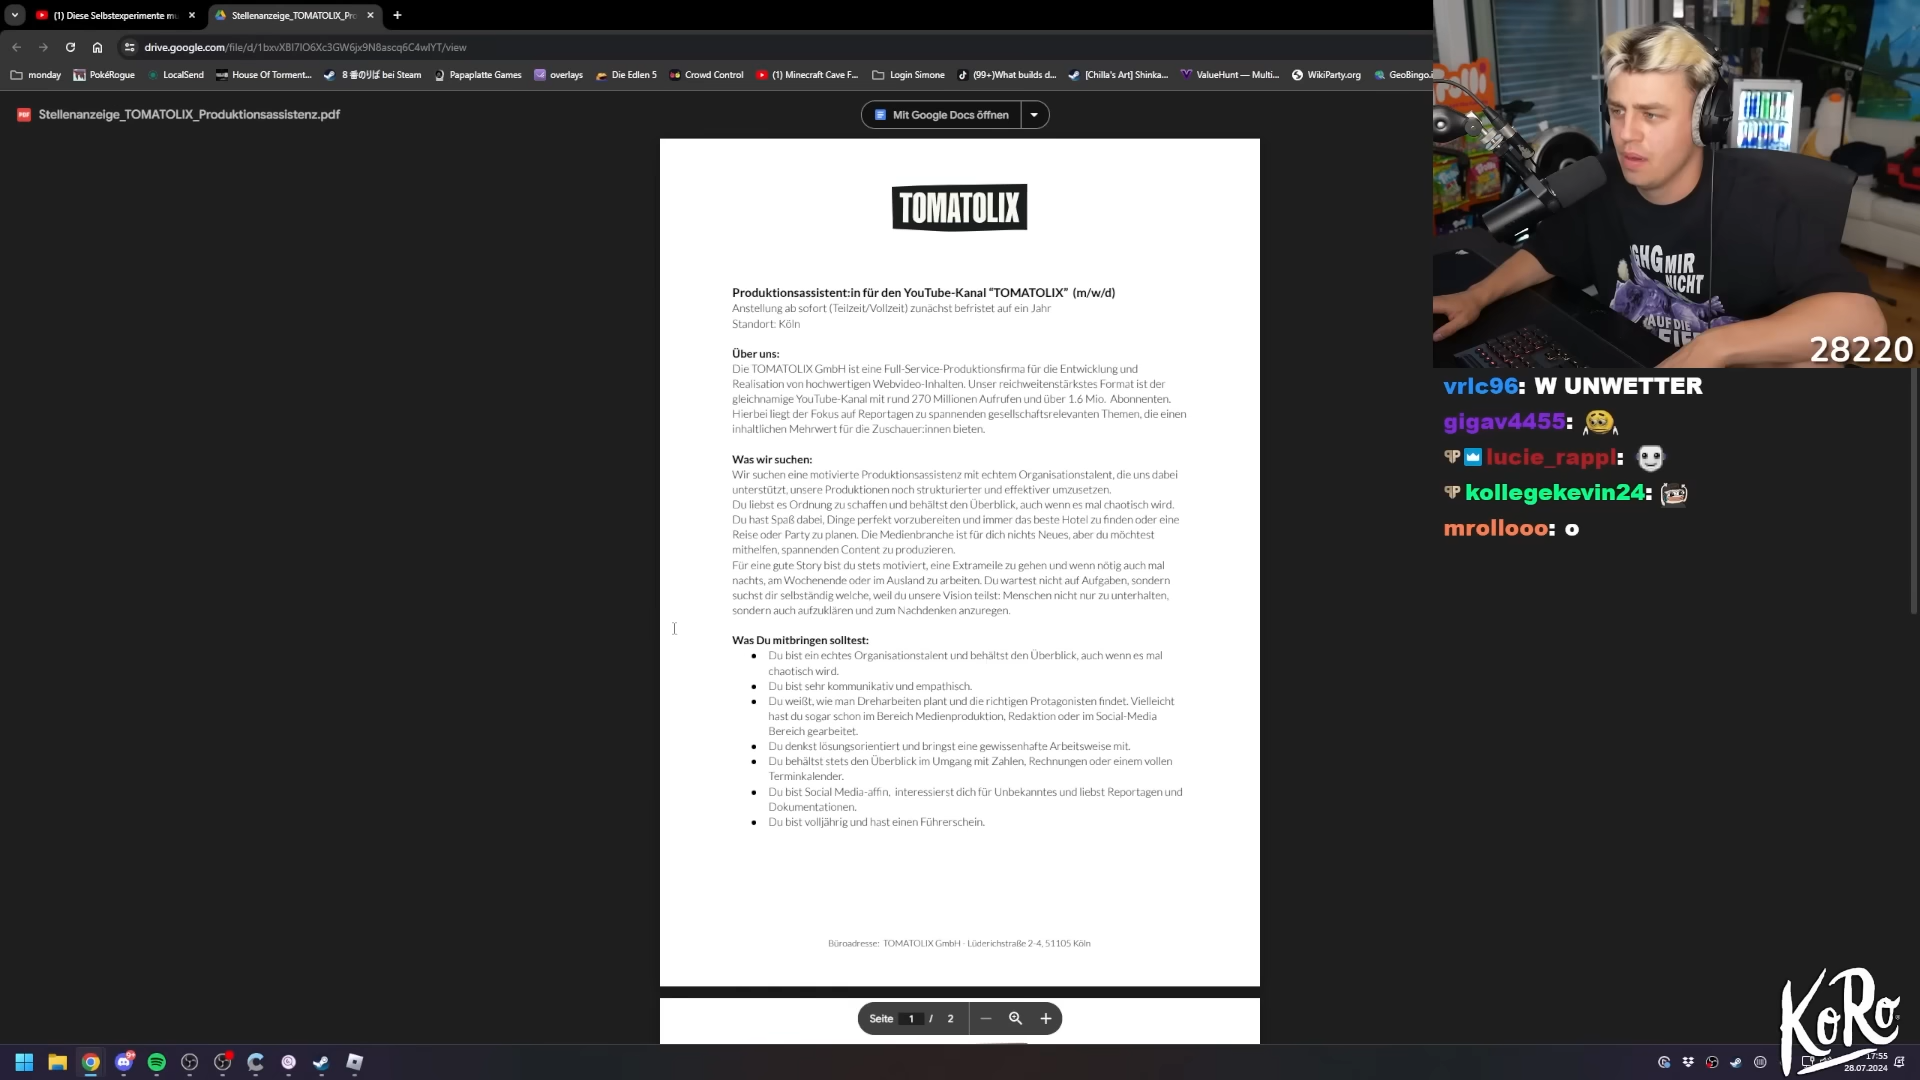 (1) Diese Selbstexperimente mu
Stellenanzeige_TOMATOLIX_Pro
drive.google.com/file/d/1bxvXBI7IO6Xc3GW6jx9N8ascq6C4wIYT/view
monday
PokéRogue
LocalSend
House Of Torment...
8 番のりば bei Steam
Papaplatte Games
overlays
Die Edlen 5
Crowd Control
(1) Minecraft Cave F...
Login Simone
(99+)What builds d...
[Chilla's Art] Shinka...
ValueHunt — Multi...
WikiParty.org
GeoBingo.i
Stellenanzeige_TOMATOLIX_Produktionsassistenz.pdf
Mit Google Docs öffnen
TOMATOLIX
Produktionsassistent:in für den YouTube-Kanal “TOMATOLIX” (m/w/d)
Anstellung ab sofort (Teilzeit/Vollzeit) zunächst befristet auf ein Jahr
Standort: Köln
Über uns:
Die TOMATOLIX GmbH ist eine Full-Service-Produktionsfirma für die Entwicklung und
Realisation von hochwertigen Webvideo-Inhalten. Unser reichweitenstärkstes Format ist der
gleichnamige YouTube-Kanal mit rund 270 Millionen Aufrufen und über 1.6 Mio. Abonnenten.
Hierbei liegt der Fokus auf Reportagen zu spannenden gesellschaftsrelevanten Themen, die einen
inhaltlichen Mehrwert für die Zuschauer:innen bieten.
Was wir suchen:
Wir suchen eine motivierte Produktionsassistenz mit echtem Organisationstalent, die uns dabei
unterstützt, unsere Produktionen noch strukturierter und effektiver umzusetzen.
Du liebst es Ordnung zu schaffen und behältst den Überblick, auch wenn es mal chaotisch wird.
Du hast Spaß dabei, Dinge perfekt vorzubereiten und immer das beste Hotel zu finden oder eine
Reise oder Party zu planen. Die Medienbranche ist für dich nichts Neues, aber du möchtest
mithelfen, spannenden Content zu produzieren.
Für eine gute Story bist du stets motiviert, eine Extrameile zu gehen und wenn nötig auch mal
nachts, am Wochenende oder im Ausland zu arbeiten. Du wartest nicht auf Aufgaben, sondern
suchst dir selbständig welche, weil du unsere Vision teilst: Menschen nicht nur zu unterhalten,
sondern auch aufzuklären und zum Nachdenken anzuregen.
Was Du mitbringen solltest:
● Du bist ein echtes Organisationstalent und behältst den Überblick, auch wenn es mal
chaotisch wird.
● Du bist sehr kommunikativ und empathisch.
● Du weißt, wie man Dreharbeiten plant und die richtigen Protagonisten findet. Vielleicht
hast du sogar schon im Bereich Medienproduktion, Redaktion oder im Social-Media
Bereich gearbeitet.
● Du denkst lösungsorientiert und bringst eine gewissenhafte Arbeitsweise mit.
● Du behältst stets den Überblick im Umgang mit Zahlen, Rechnungen oder einem vollen
Terminkalender.
● Du bist Social Media-affin, interessierst dich für Unbekanntes und liebst Reportagen und
Dokumentationen.
● Du bist volljährig und hast einen Führerschein.
Büroadresse: TOMATOLIX GmbH - Lüderichstraße 2-4, 51105 Köln
Seite 1 / 2
MIR
NICHT
AUF DIE
28220
vrlc96: W UNWETTER
gigav4455:
lucie_rappl:
kollegekevin24:
mrollooo: o
KoRo
17:55
28.07.2024